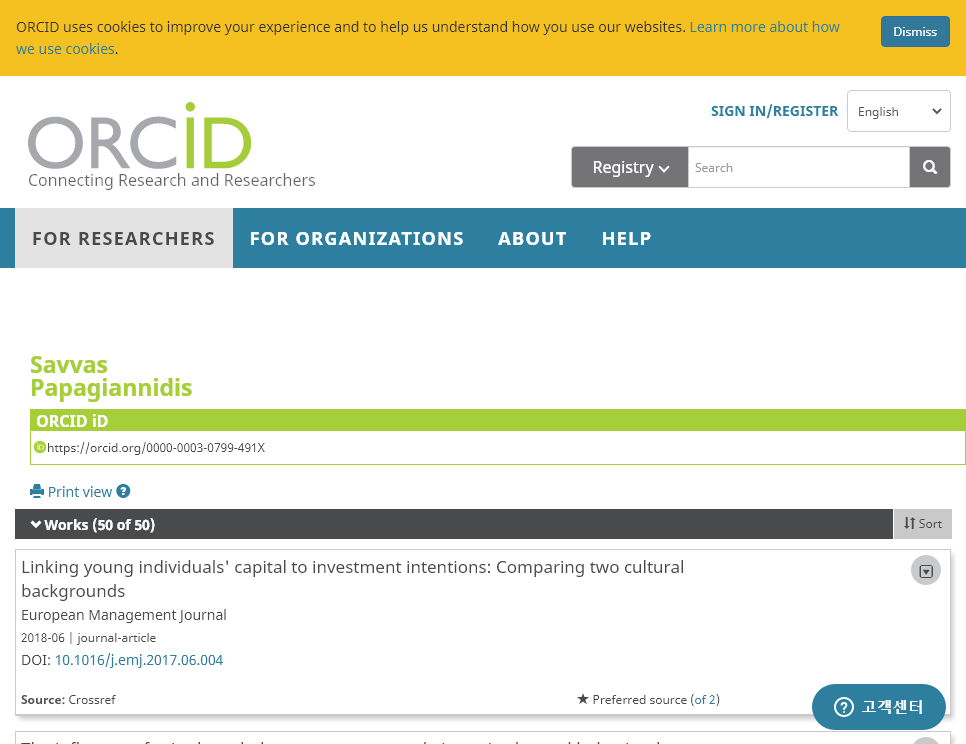 ORCID uses cookies to improve your experience and to help us understand how you use our websites. Learn more about how
we use cookies.
Dismiss
SIGN IN/REGISTER
English
ORCID
Connecting Research and Researchers
Registry
Search
FOR RESEARCHERS FOR ORGANIZATIONS ABOUT HELP
Savvas
Papagiannidis
ORCID iD
https://orcid.org/0000-0003-0799-491X
Print view
Works (50 of 50)
Sort
Linking young individuals' capital to investment intentions: Comparing two cultural
backgrounds
European Management Journal
2018-06 | journal-article
DOI: 10.1016/j.emj.2017.06.004
Source: Crossref
★ Preferred source (of 2)
고객센터